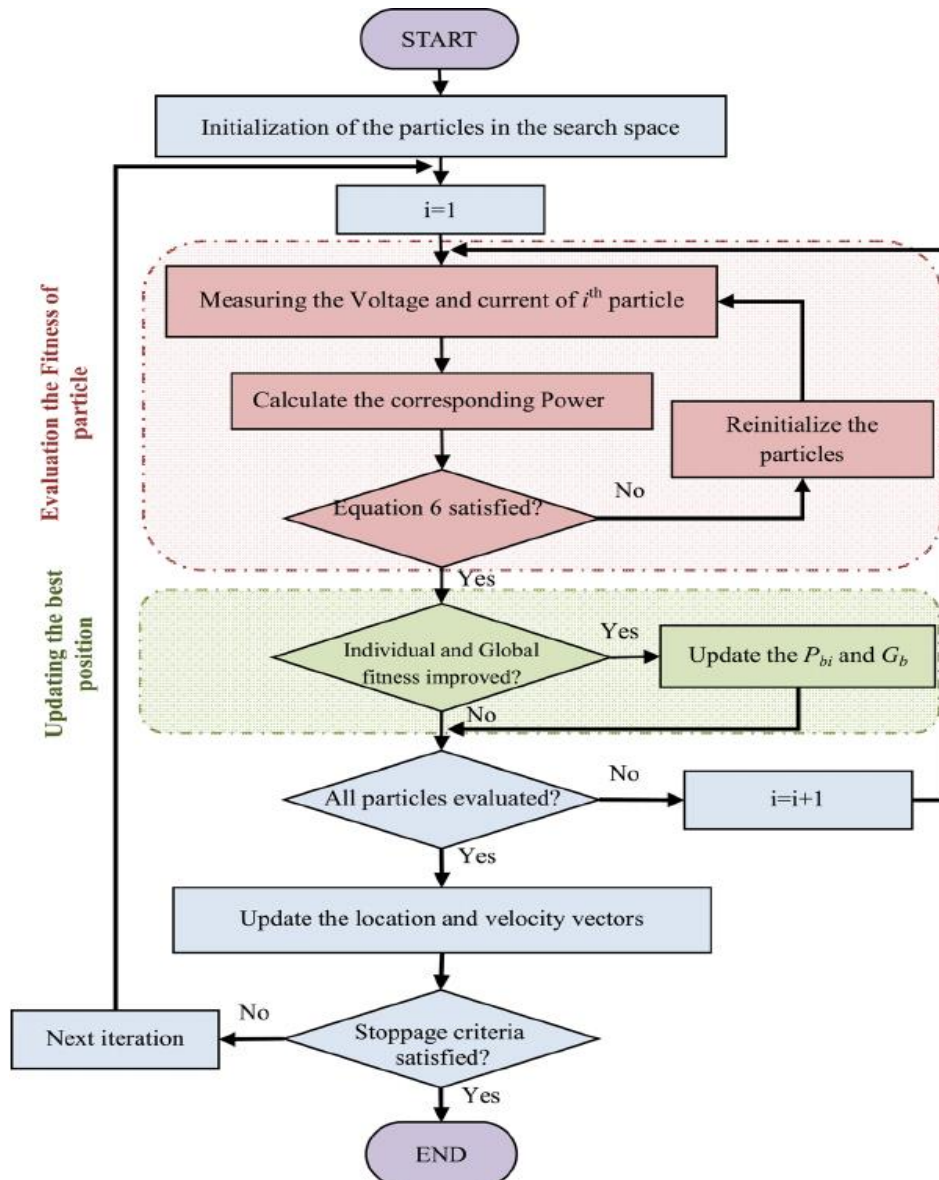 START
Initialization of the particles in the search space
i=1
Measuring the Voltage and current of iᵗʰ particle
Calculate the corresponding Power
Reinitialize the
particles
Equation 6 satisfied?
No
Yes
Evaluation the Fitness of
particle
Individual and Global
fitness improved?
Yes
Update the P_bi and G_b
No
Updating the best
position
All particles evaluated?
No
i=i+1
Yes
Update the location and velocity vectors
Stoppage criteria
satisfied?
No
Next iteration
Yes
END